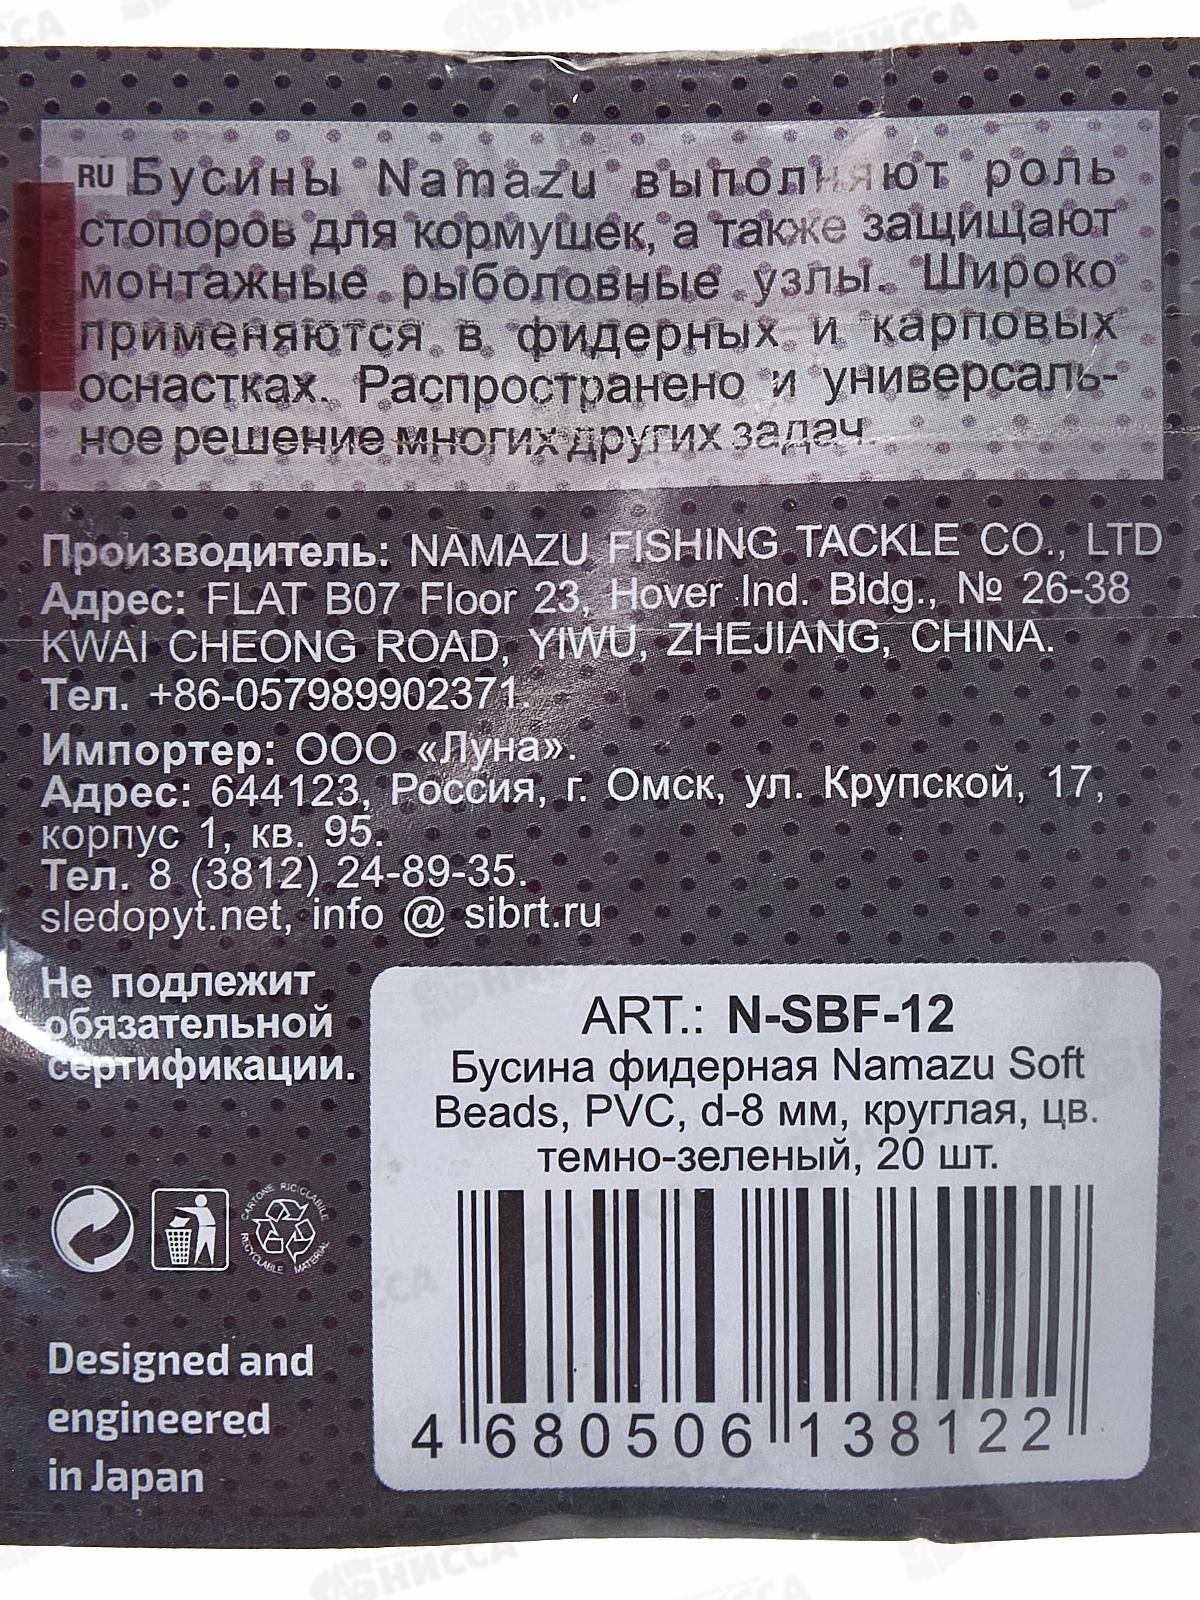 RU Бусины Namazu выполняют роль
стопоров для кормушек, а также защищают
монтажные рыболовные узлы. Широко
применяются в фидерных и карповых
оснастках. Распространено и универсаль-
ное решение многих других задач.
Производитель: NAMAZU FISHING TACKLE CO., LTD
Адрес: FLAT B07 Floor 23, Hover Ind. Bldg., № 26-38
KWAI CHEONG ROAD, YIWU, ZHEJIANG, CHINA.
Тел. +86-057989902371.
Импортер: ООО «Луна».
Адрес: 644123, Россия, г. Омск, ул. Крупской, 17,
корпус 1, кв. 95.
Тел. 8 (3812) 24-89-35.
sledopyt.net, info @ sibrt.ru
Не подлежит
обязательной
сертификации.
CARTONE RICICLABILE
RECYCLABLE MATERIAL
Designed and
engineered
in Japan
ART.: N-SBF-12
Бусина фидерная Namazu Soft
Beads, PVC, d-8 мм, круглая, цв.
темно-зеленый, 20 шт.
4 680506 138122